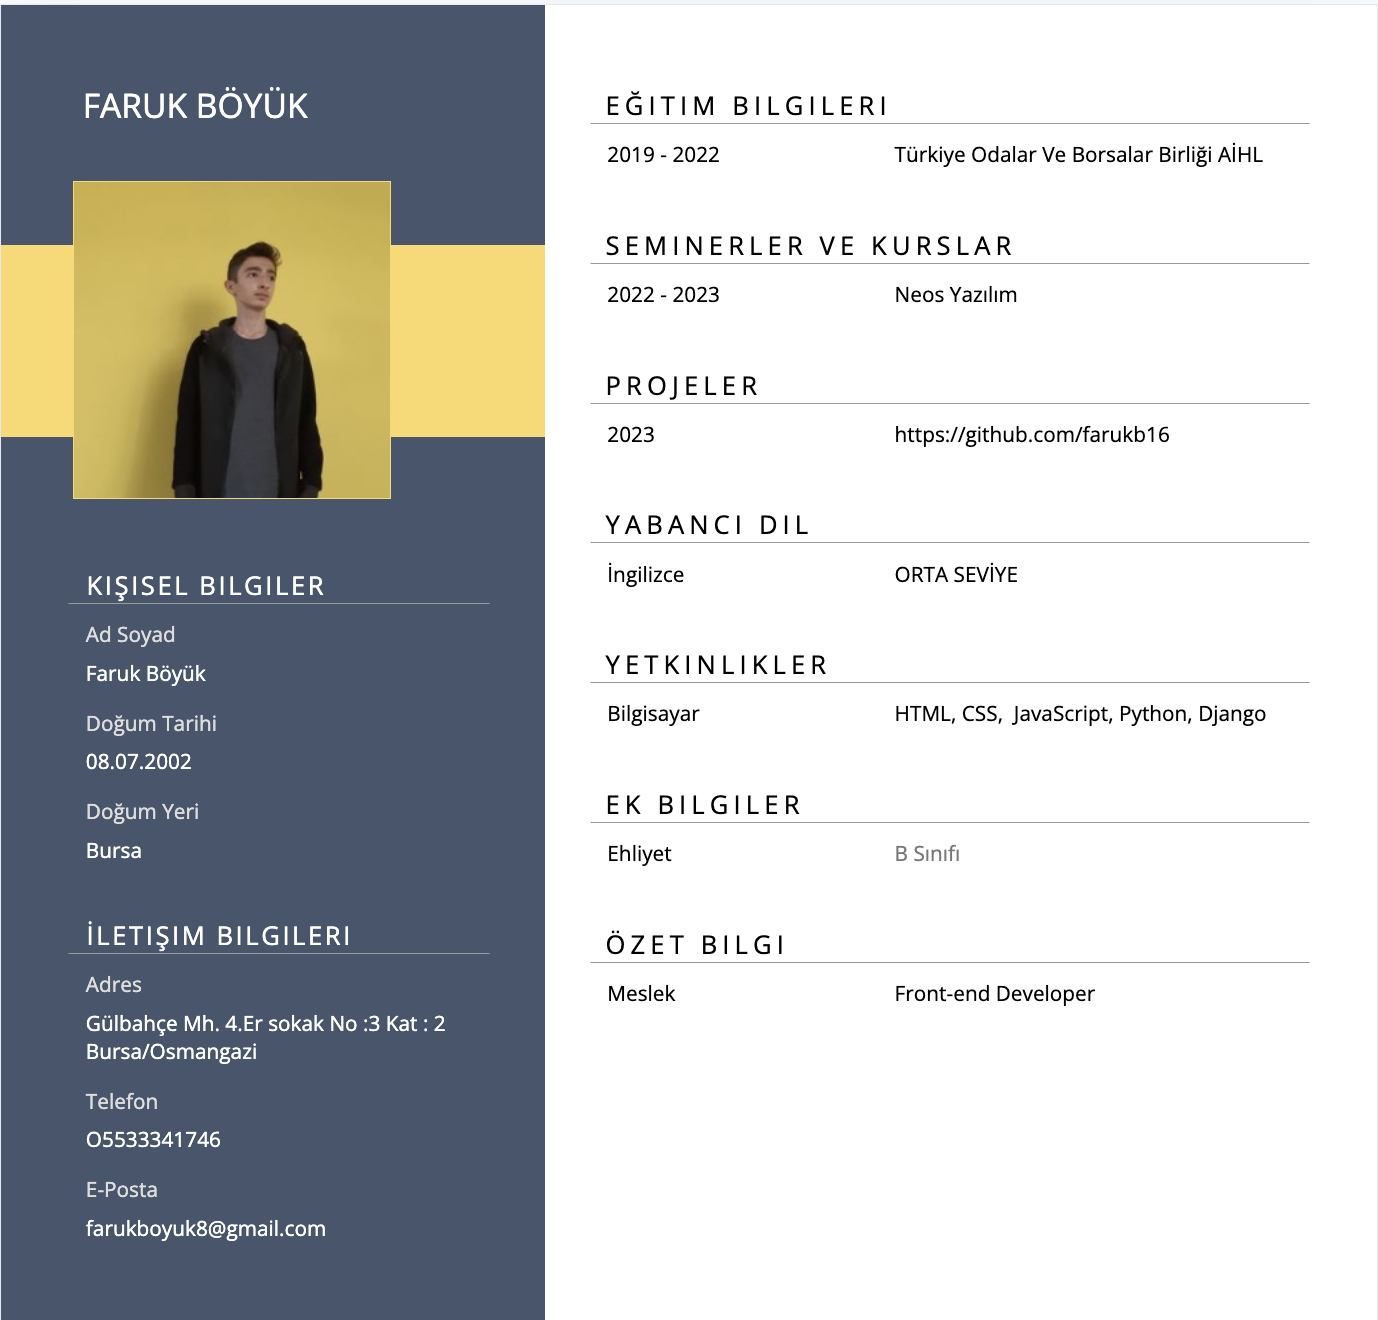 FARUK BÖYÜK
KIŞISEL BILGILER
Ad Soyad
Faruk Böyük
Doğum Tarihi
08.07.2002
Doğum Yeri
Bursa
İLETIŞIM BILGILERI
Adres
Gülbahçe Mh. 4.Er sokak No :3 Kat : 2
Bursa/Osmangazi
Telefon
O5533341746
E-Posta
farukboyuk8@gmail.com
EĞITIM BILGILERI
2019 - 2022 Türkiye Odalar Ve Borsalar Birliği AİHL
SEMINERLER VE KURSLAR
2022 - 2023 Neos Yazılım
PROJELER
2023 https://github.com/farukb16
YABANCI DIL
İngilizce ORTA SEVİYE
YETKINLIKLER
Bilgisayar HTML, CSS,  JavaScript, Python, Django
EK BILGILER
Ehliyet B Sınıfı
ÖZET BILGI
Meslek Front-end Developer